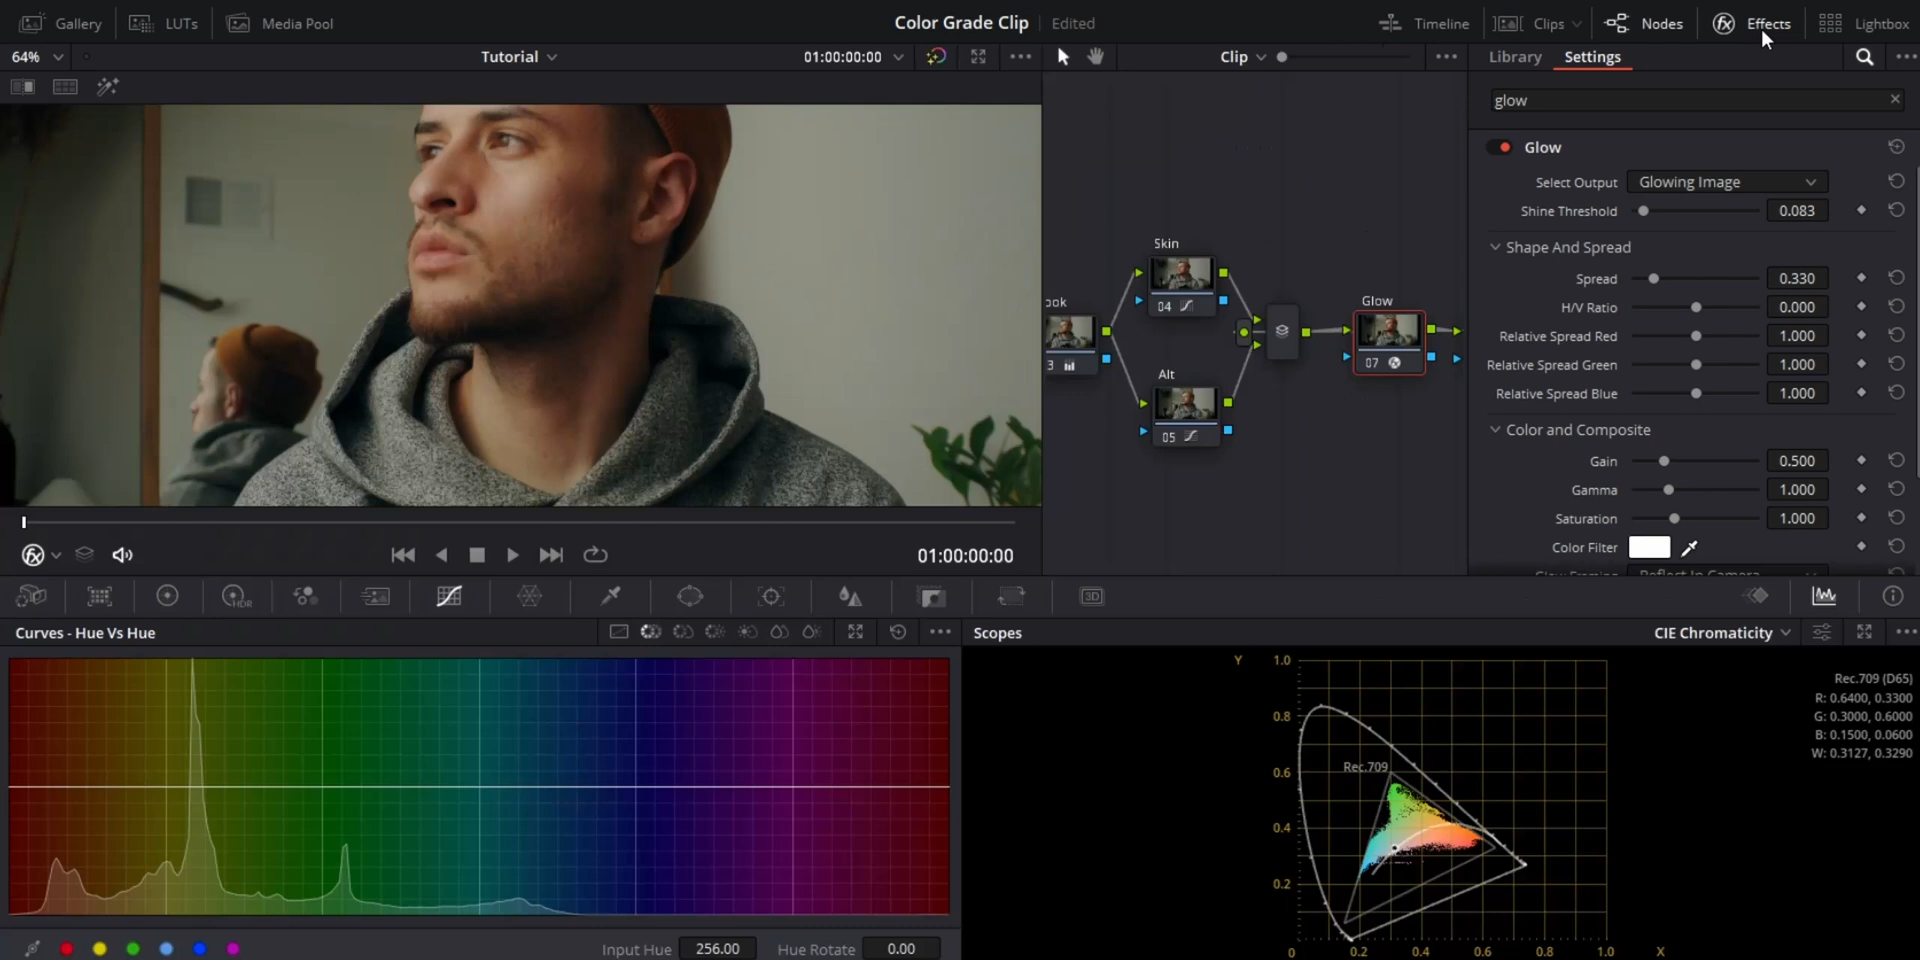 Gallery LUTs Media Pool Color Grade Clip Edited Timeline Clips Nodes Effects Lightbox
64% Tutorial 01:00:00:00 Clip Library Settings
glow
Glow
Select Output Glowing Image
Shine Threshold 0.083
Shape And Spread
Spread 0.330
H/V Ratio 0.000
Relative Spread Red 1.000
Relative Spread Green 1.000
Relative Spread Blue 1.000
Color and Composite
Gain 0.500
Gamma 1.000
Saturation 1.000
Color Filter
Skin
04
ook
3
Alt
05
Glow
07
01:00:00:00
HDR
3D
Curves - Hue Vs Hue
Input Hue 256.00 Hue Rotate 0.00
Scopes CIE Chromaticity
Y 1.0
0.8
0.6
0.4
0.2
0 0.2 0.4 0.6 0.8 1.0 X
Rec.709
Rec.709 (D65)
R: 0.6400, 0.3300
G: 0.3000, 0.6000
B: 0.1500, 0.0600
W: 0.3127, 0.3290